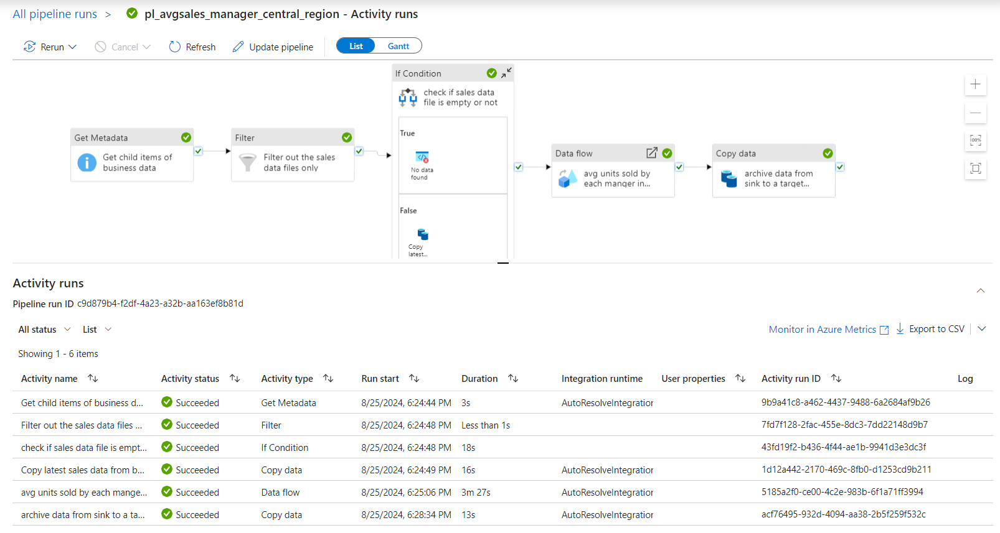 All pipeline runs > pl_avgsales_manager_central_region - Activity runs
Rerun Cancel Refresh Update pipeline List Gantt
If Condition
check if sales data
file is empty or not
True
No data
found
False
Copy
latest...
Get Metadata
Get child items of
business data
Filter
Filter out the sales
data files only
Data flow
avg units sold by
each manger in...
Copy data
archive data from
sink to a target...
100%
Activity runs
Pipeline run ID c9d879b4-f2df-4a23-a32b-aa163ef8b81d
All status List Monitor in Azure Metrics Export to CSV
Showing 1 - 6 items
Activity name Activity status Activity type Run start Duration Integration runtime User properties Activity run ID Log
Get child items of business d... Succeeded Get Metadata 8/25/2024, 6:24:44 PM 3s AutoResolveIntegration 9b9a41c8-a462-4437-9488-6a2684af9b26
Filter out the sales data files ... Succeeded Filter 8/25/2024, 6:24:48 PM Less than 1s 7fd7f128-2fac-455e-8dc3-7dd22148d9b7
check if sales data file is empt... Succeeded If Condition 8/25/2024, 6:24:48 PM 18s 43fd19f2-b436-4f44-ae1b-9941d3e3dc3f
Copy latest sales data from b... Succeeded Copy data 8/25/2024, 6:24:49 PM 16s AutoResolveIntegration 1d12a442-2170-469c-8fb0-d1253cd9b211
avg units sold by each mange... Succeeded Data flow 8/25/2024, 6:25:06 PM 3m 27s AutoResolveIntegration 5185a2f0-ce00-4c2e-983b-6f1a71ff3994
archive data from sink to a ta... Succeeded Copy data 8/25/2024, 6:28:34 PM 13s AutoResolveIntegration acf76495-932d-4094-aa38-2b5f259f532c